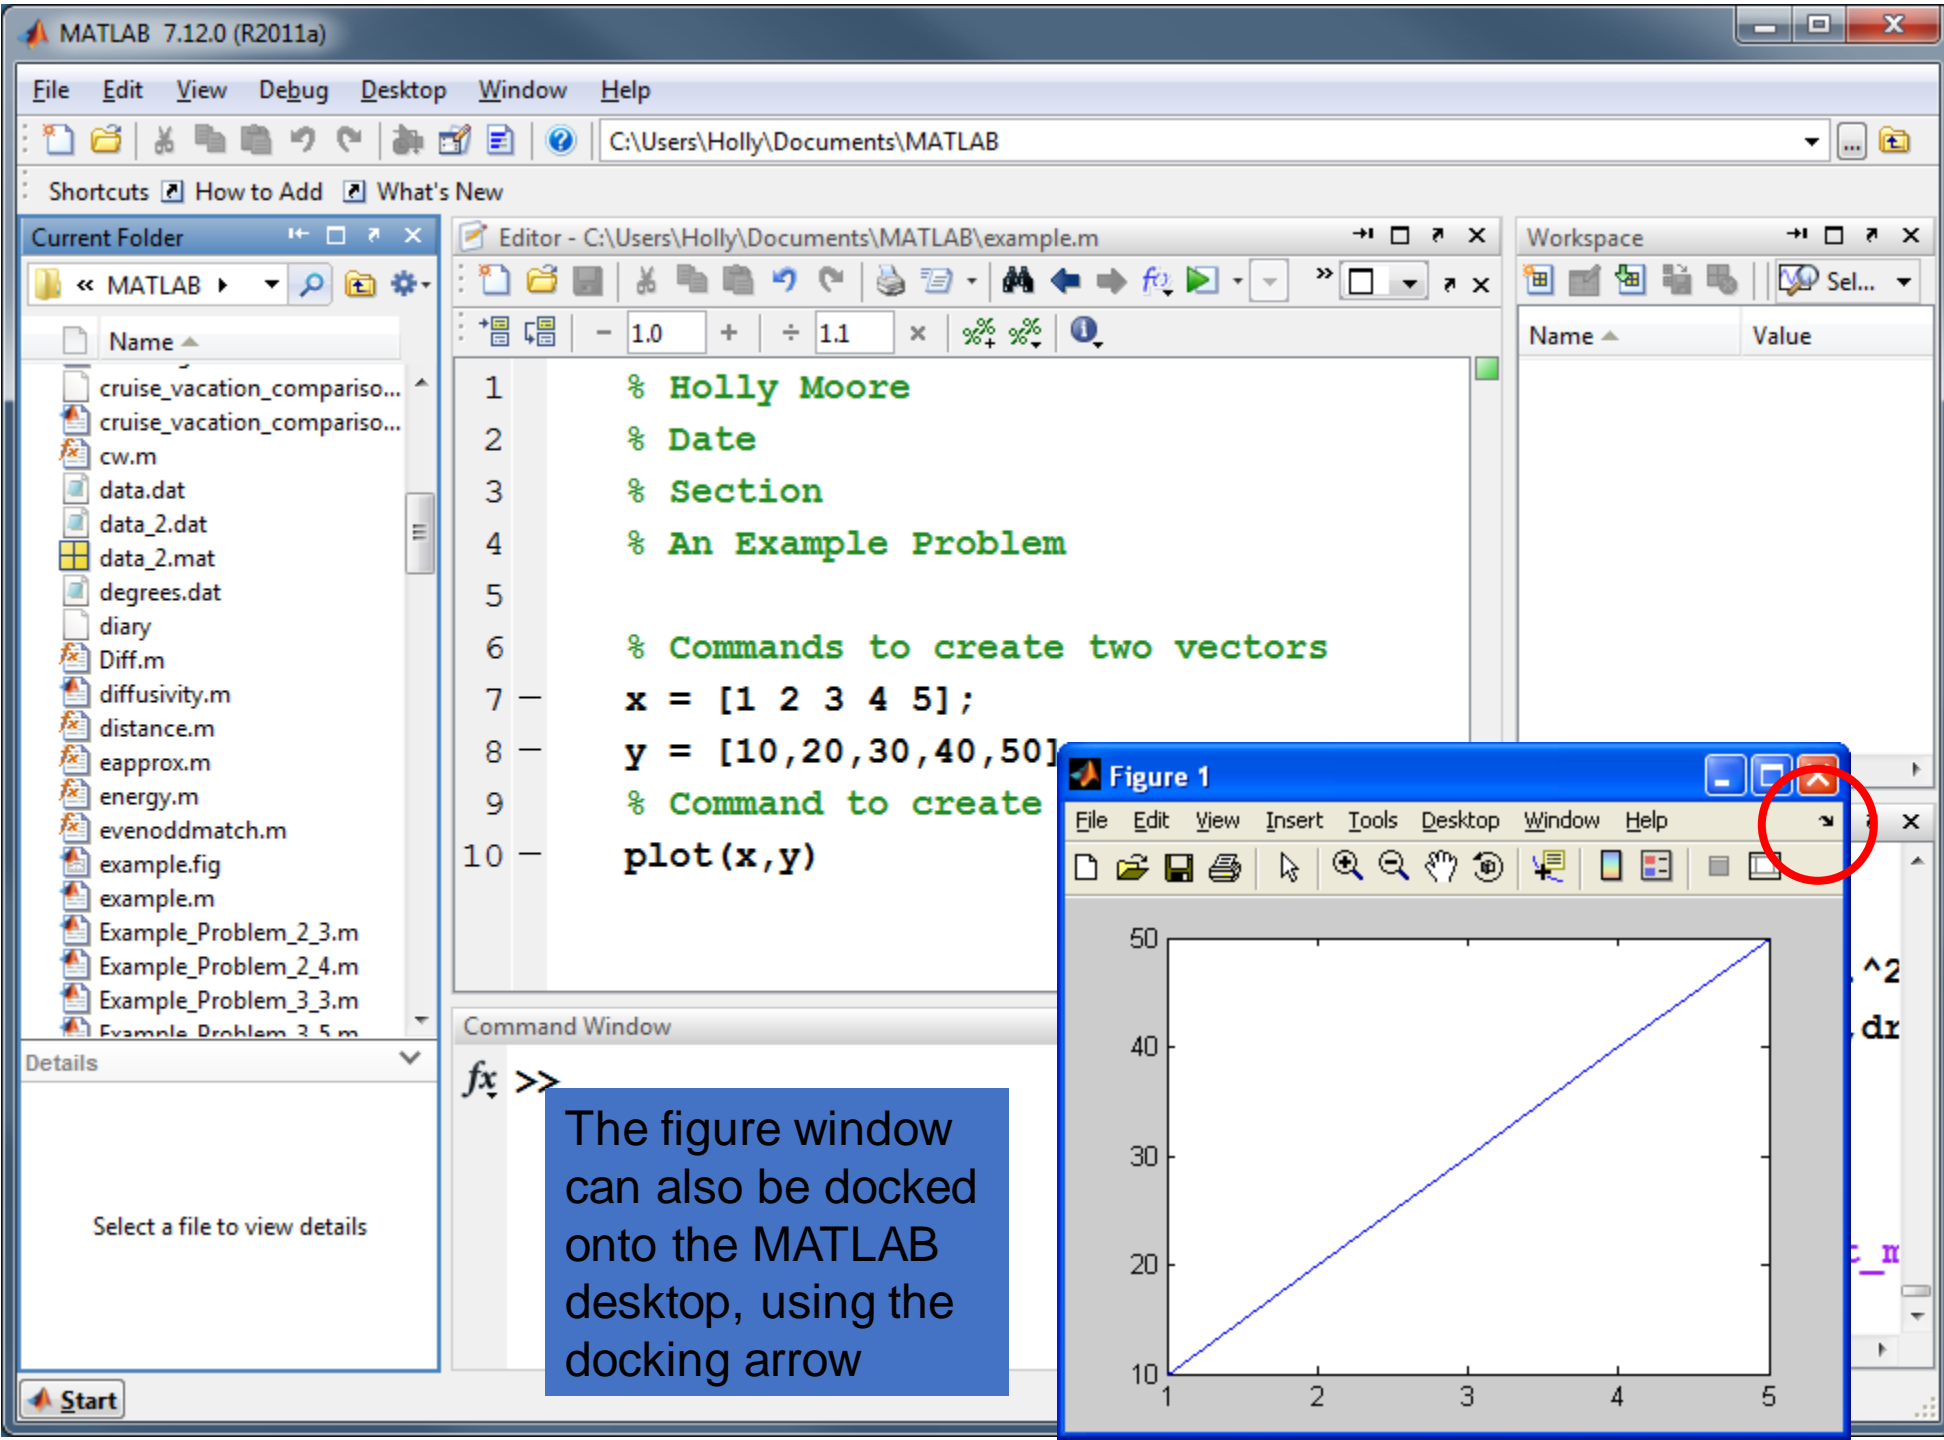 MATLAB 7.12.0 (R2011a)
File Edit View Debug Desktop Window Help
C:\Users\Holly\Documents\MATLAB
Shortcuts How to Add What's New
Current Folder
« MATLAB
Name
cruise_vacation_compariso...
cruise_vacation_compariso...
cw.m
data.dat
data_2.dat
data_2.mat
degrees.dat
diary
Diff.m
diffusivity.m
distance.m
eapprox.m
energy.m
evenoddmatch.m
example.fig
example.m
Example_Problem_2_3.m
Example_Problem_2_4.m
Example_Problem_3_3.m
Example_Problem_3_5.m
Details
Select a file to view details
Start
Editor - C:\Users\Holly\Documents\MATLAB\example.m
− 1.0 + ÷ 1.1 ×
1 % Holly Moore
2 % Date
3 % Section
4 % An Example Problem
5
6 % Commands to create two vectors
7 – x = [1 2 3 4 5];
8 – y = [10,20,30,40,50]
9 % Command to create
10 – plot(x,y)
Command Window
fx >>
The figure window
can also be docked
onto the MATLAB
desktop, using the
docking arrow
Workspace
Sel...
Name Value
.^2
,dr
t_m
Figure 1
File Edit View Insert Tools Desktop Window Help
50
40
30
20
10
1 2 3 4 5